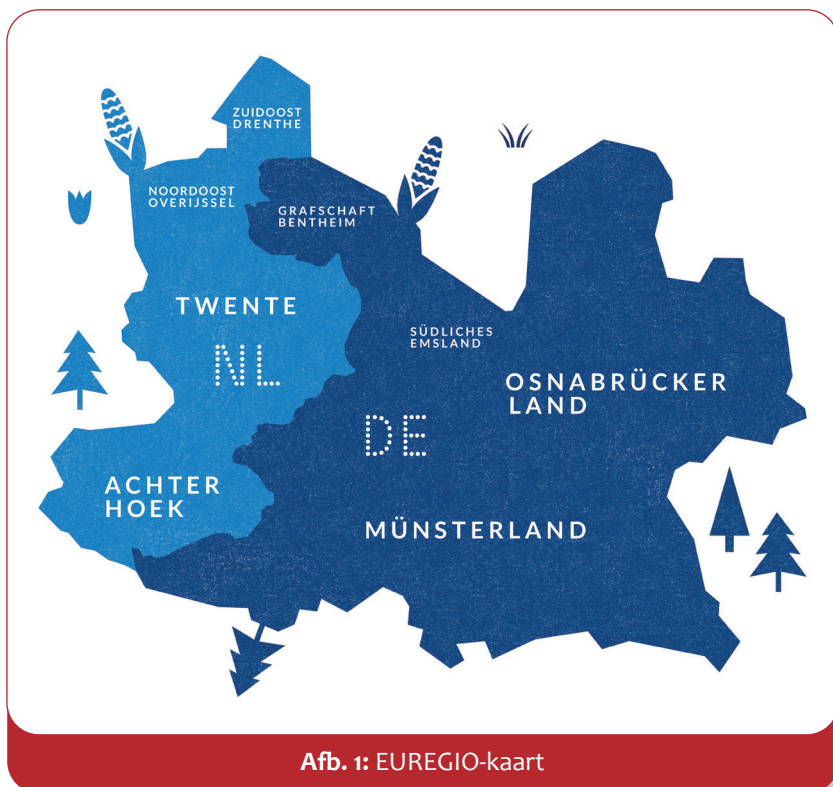 ZUIDOOST
DRENTHE
NOORDOOST
OVERIJSSEL
GRAFSCHAFT
BENTHEIM
TWENTE
NL
SÜDLICHES
EMSLAND
OSNABRÜCKER
LAND
DE
ACHTER
HOEK
MÜNSTERLAND
Afb. 1: EUREGIO-kaart